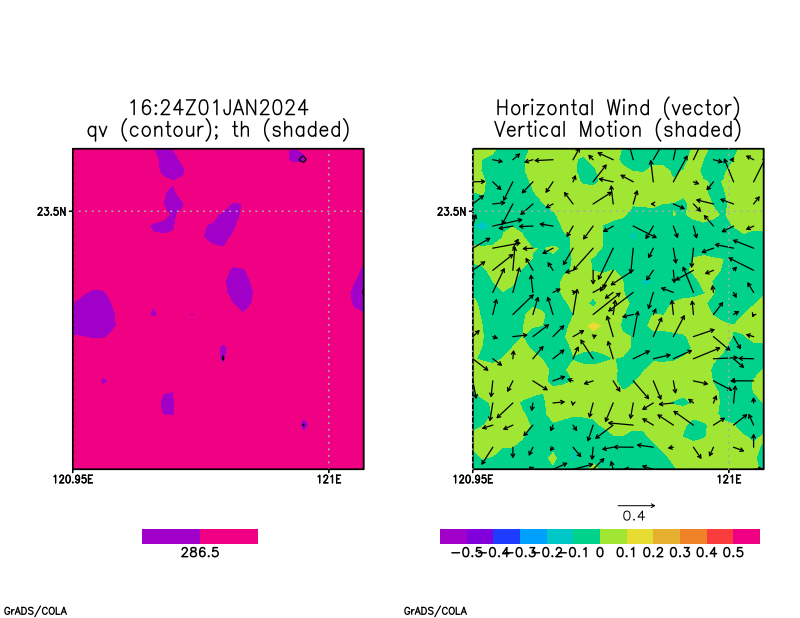 16:24Z01JAN2024
qv (contour); th (shaded)
23.5N
120.95E
121E
286.5
Horizontal Wind (vector)
Vertical Motion (shaded)
23.5N
120.95E
121E
0.4
-0.5 -0.4 -0.3 -0.2 -0.1 0 0.1 0.2 0.3 0.4 0.5
GrADS/COLA
GrADS/COLA